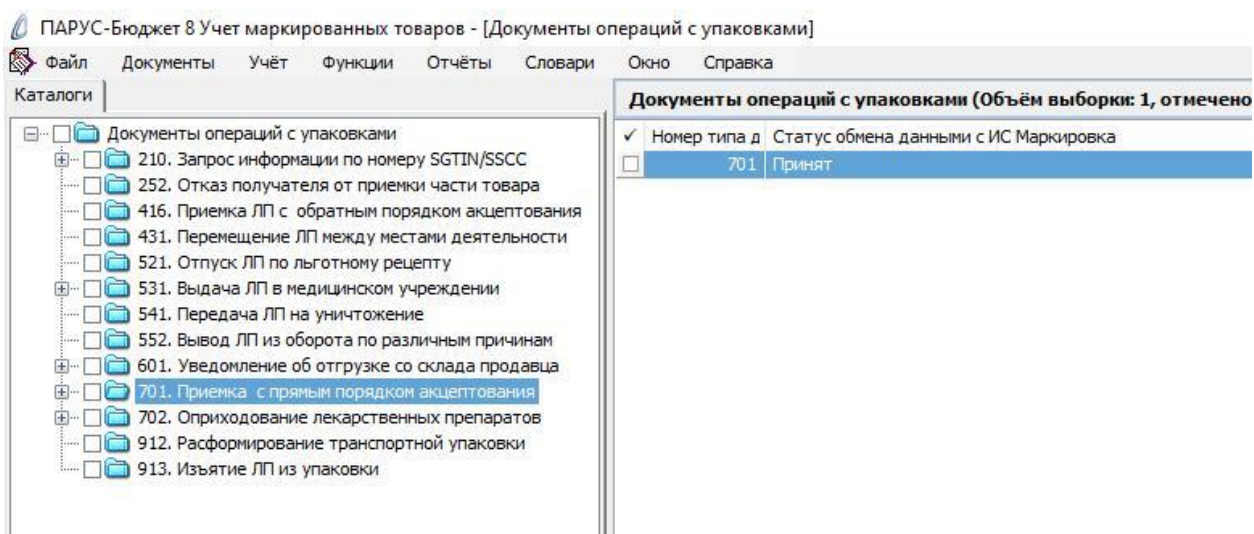 ПАРУС-Бюджет 8 Учет маркированных товаров - [Документы операций с упаковками]
Файл Документы Учёт Функции Отчёты Словари Окно Справка
Каталоги
Документы операций с упаковками
210. Запрос информации по номеру SGTIN/SSCC
252. Отказ получателя от приемки части товара
416. Приемка ЛП с обратным порядком акцептования
431. Перемещение ЛП между местами деятельности
521. Отпуск ЛП по льготному рецепту
531. Выдача ЛП в медицинском учреждении
541. Передача ЛП на уничтожение
552. Вывод ЛП из оборота по различным причинам
601. Уведомление об отгрузке со склада продавца
701. Приемка с прямым порядком акцептования
702. Оприходование лекарственных препаратов
912. Расформирование транспортной упаковки
913. Изъятие ЛП из упаковки
Документы операций с упаковками (Объём выборки: 1, отмечено
Номер типа д Статус обмена данными с ИС Маркировка
701 Принят